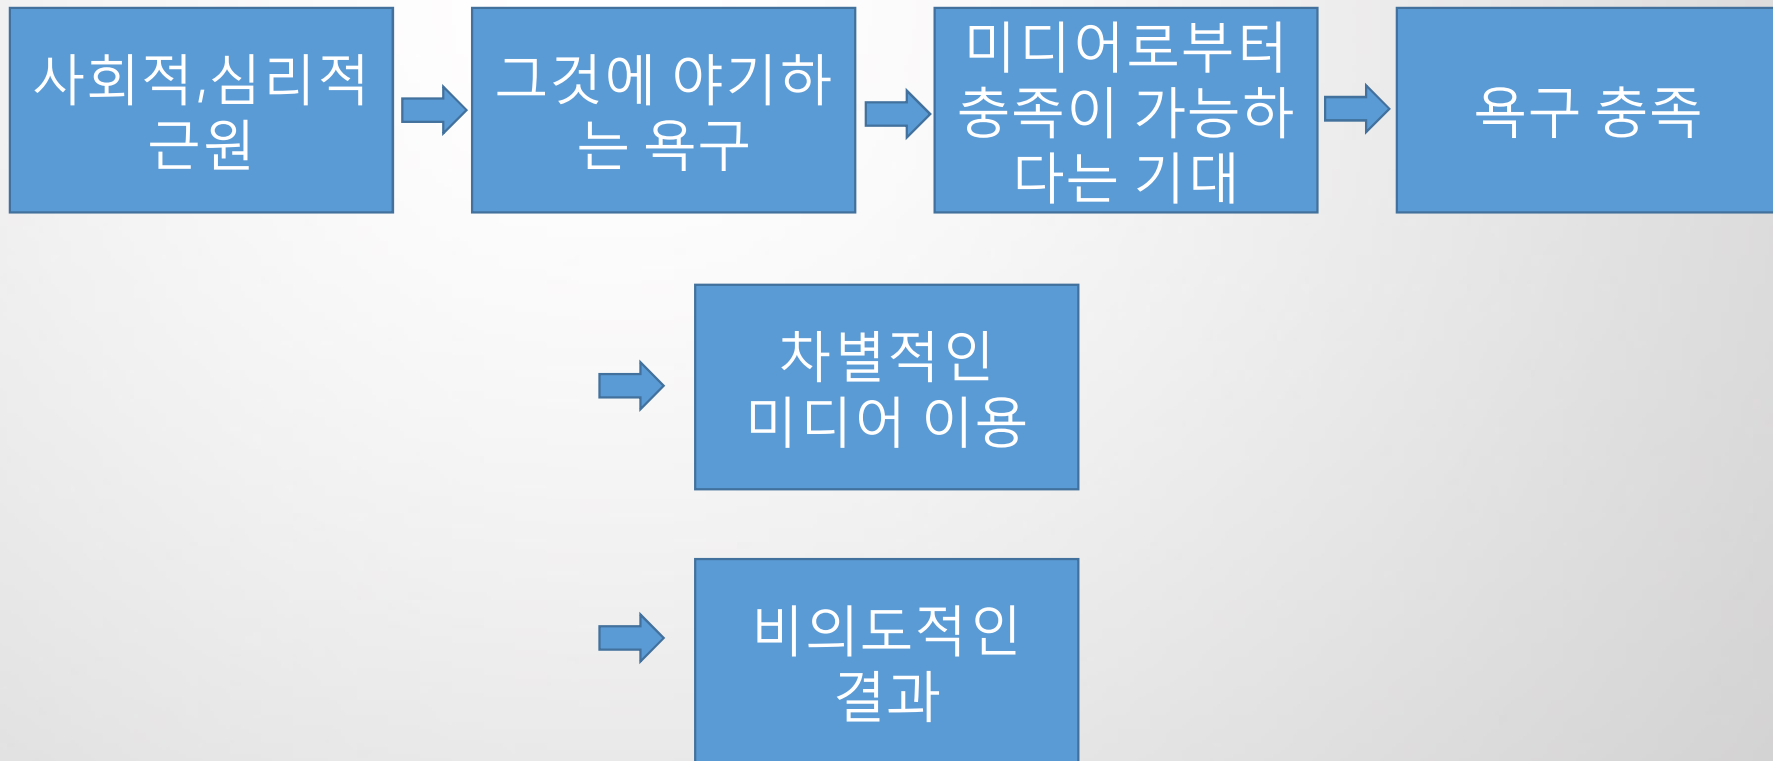 사회적,심리적
근원
그것에 야기하
는 욕구
미디어로부터
충족이 가능하
다는 기대
욕구 충족
차별적인
미디어 이용
비의도적인
결과